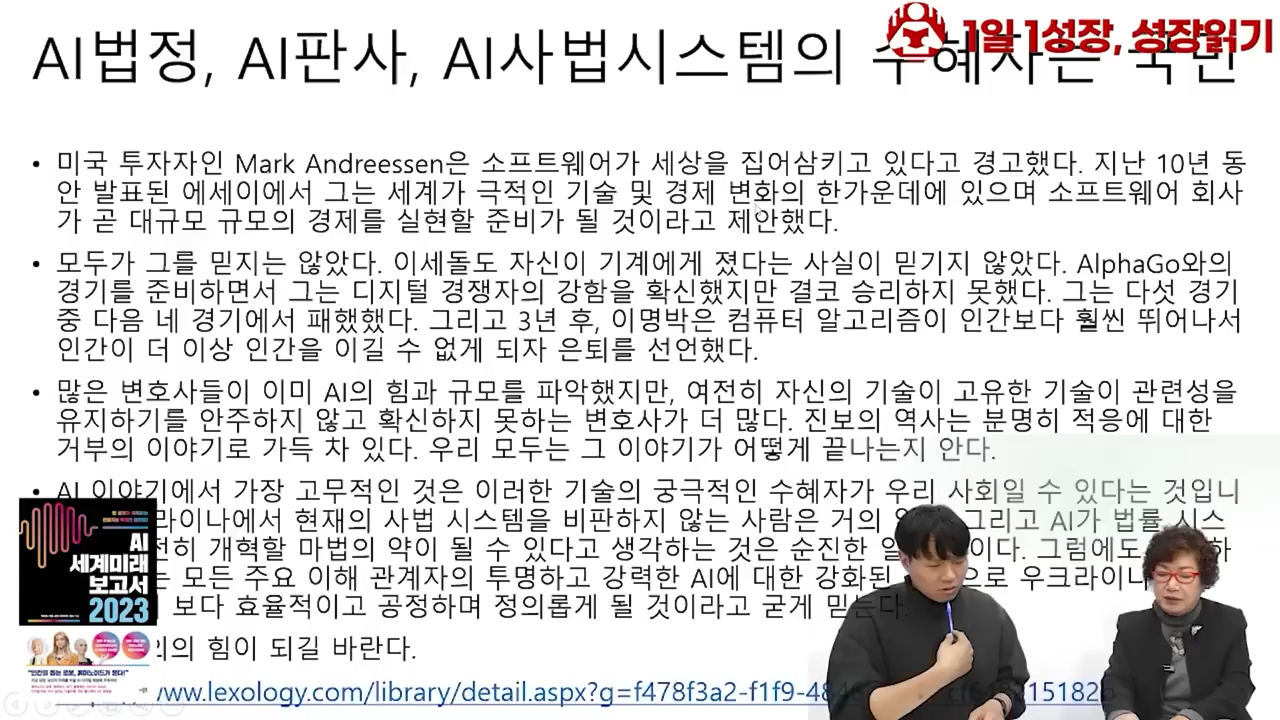 AI법정, AI판사, AI사법시스템의
1일 1성장, 성장읽기
• 미국 투자자인 Mark Andreessen은 소프트웨어가 세상을 집어삼키고 있다고 경고했다. 지난 10년 동
안 발표된 에세이에서 그는 세계가 극적인 기술 및 경제 변화의 한가운데에 있으며 소프트웨어 회사
가 곧 대규모 규모의 경제를 실현할 준비가 될 것이라고 제안했다.
• 모두가 그를 믿지는 않았다. 이세돌도 자신이 기계에게 졌다는 사실이 믿기지 않았다. AlphaGo와의
경기를 준비하면서 그는 디지털 경쟁자의 강함을 확신했지만 결코 승리하지 못했다. 그는 다섯 경기
중 다음 네 경기에서 패했했다. 그리고 3년 후, 이명박은 컴퓨터 알고리즘이 인간보다 훨씬 뛰어나서
인간이 더 이상 인간을 이길 수 없게 되자 은퇴를 선언했다.
• 많은 변호사들이 이미 AI의 힘과 규모를 파악했지만, 여전히 자신의 기술이 고유한 기술이 관련성을
유지하기를 안주하지 않고 확신하지 못하는 변호사가 더 많다. 진보의 역사는 분명히 적응에 대한
거부의 이야기로 가득 차 있다. 우리 모두는 그 이야기가 어떻게 끝나는지 안다.
• AI 이야기에서 가장 고무적인 것은 이러한 기술의 궁극적인 수혜자가 우리 사회일 수 있다는 것입니
라이나에서 현재의 사법 시스템을 비판하지 않는 사람은 거의 그리고 AI가 법률 시스
전히 개혁할 마법의 약이 될 수 있다고 생각하는 것은 순진한 이다. 그럼에도
는 모든 주요 이해 관계자의 투명하고 강력한 AI에 대한 강화된 으로 우크라이나
보다 효율적이고 공정하며 정의롭게 될 것이라고 굳게 믿는다.
의 힘이 되길 바란다.
www.lexology.com/library/detail.aspx?g=f478f3a2-f1f9-484
AI
세계미래
보고서
2023
"인간의 돕는 로봇, 휴머노이드가 온다!"